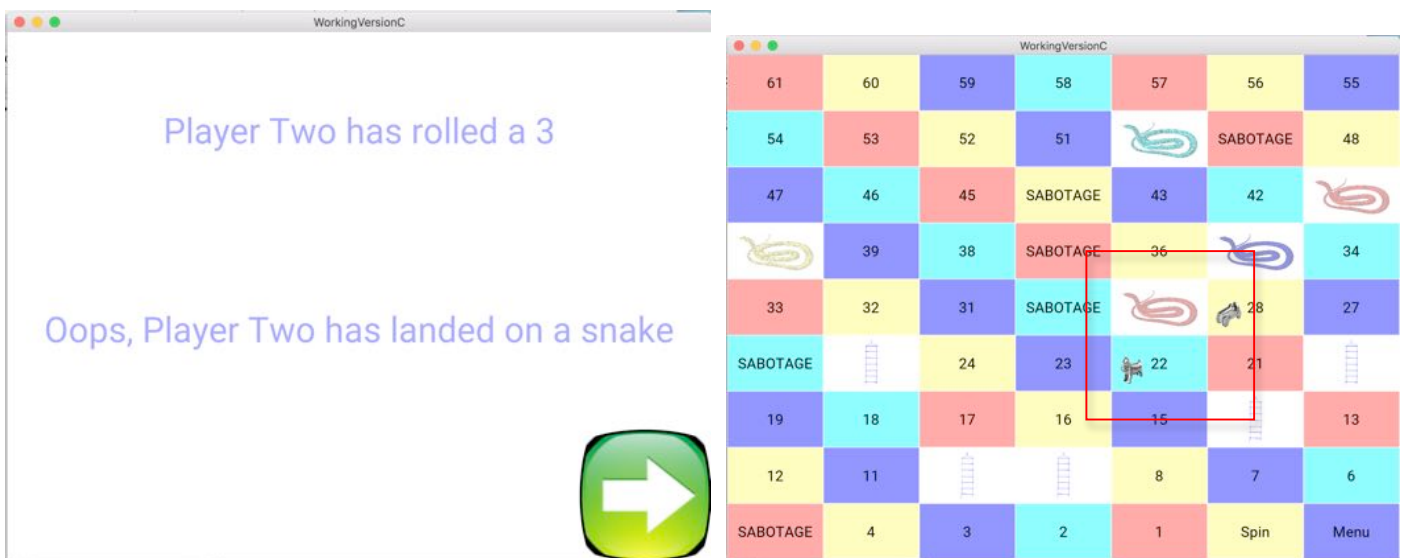 WorkingVersionC
Player Two has rolled a 3
Oops, Player Two has landed on a snake
WorkingVersionC
61 60 59 58 57 56 55
54 53 52 51 SABOTAGE 48
47 46 45 SABOTAGE 43 42
39 38 SABOTAGE 36 34
33 32 31 SABOTAGE 28 27
SABOTAGE 24 23 22 21
19 18 17 16 15 13
12 11 8 7 6
SABOTAGE 4 3 2 1 Spin Menu